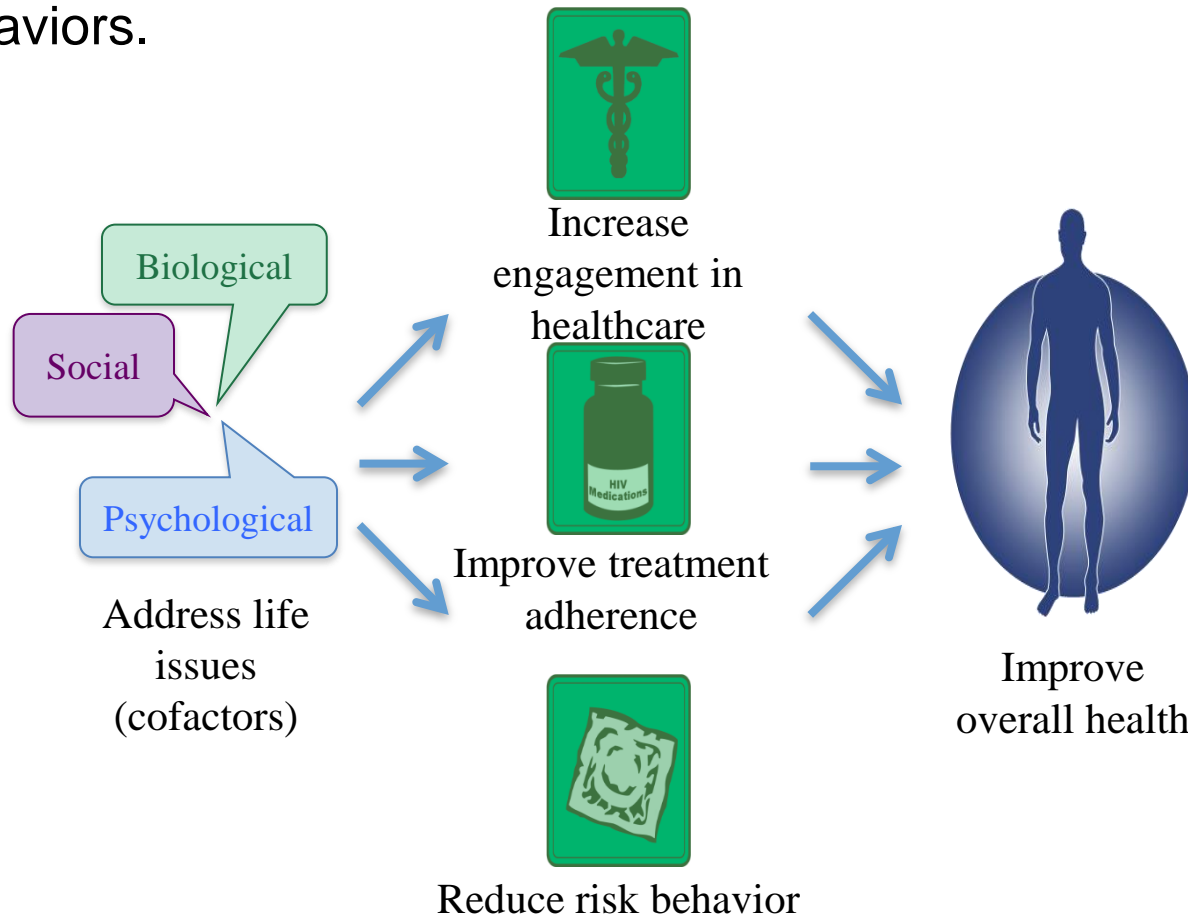 aviors.
Biological
Social
Psychological
Address life
issues
(cofactors)
Increase
engagement in
healthcare
HIV
Medications
Improve treatment
adherence
Reduce risk behavior
Improve
overall health